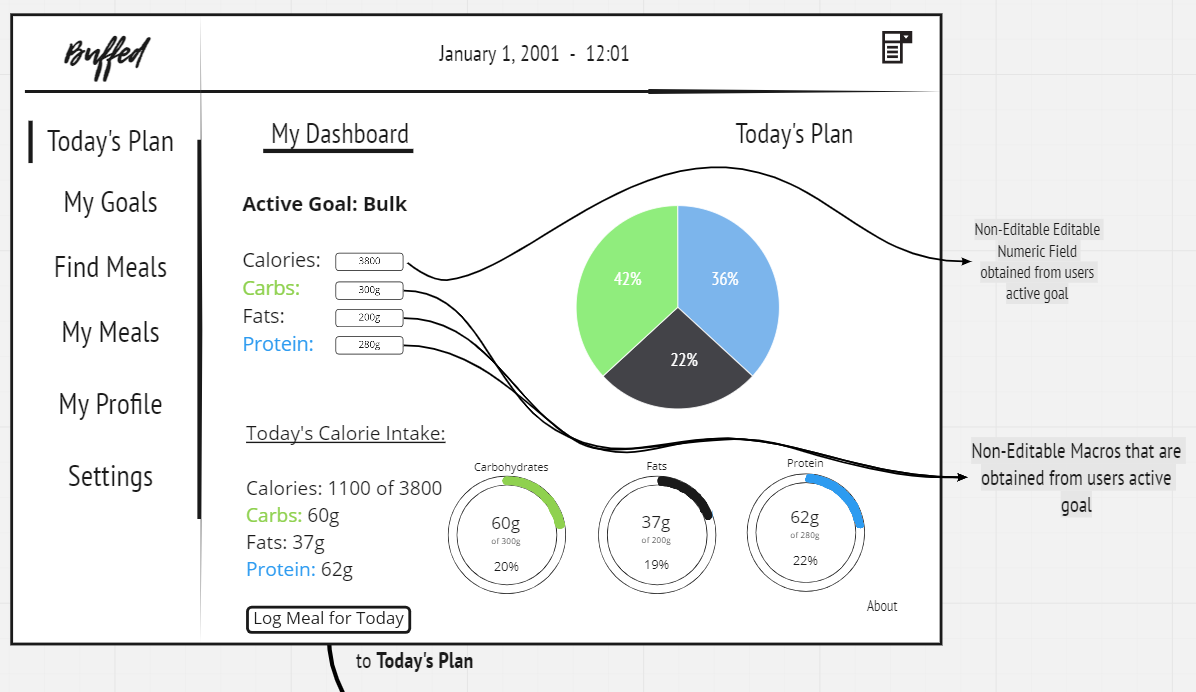 Buffed
January 1, 2001 - 12:01
Today's Plan
My Goals
Find Meals
My Meals
My Profile
Settings
My Dashboard
Today's Plan
Active Goal: Bulk
Calories: 3800
Carbs: 300g
Fats: 200g
Protein: 280g
42%
36%
22%
Today's Calorie Intake:
Calories: 1100 of 3800
Carbs: 60g
Fats: 37g
Protein: 62g
Carbohydrates
60g
of 300g
20%
Fats
37g
of 200g
19%
Protein
62g
of 280g
22%
Log Meal for Today
About
to Today's Plan
Non-Editable Editable
Numeric Field
obtained from users
active goal
Non-Editable Macros that are
obtained from users active
goal